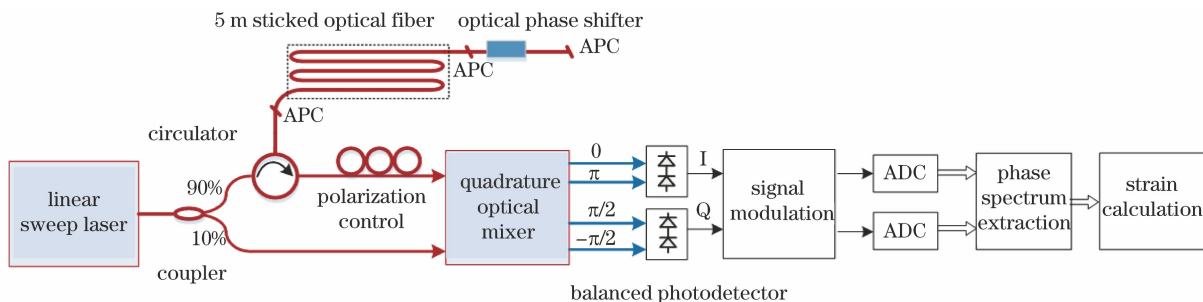 5 m sticked optical fiber
optical phase shifter
APC
APC
APC
circulator
linear
sweep laser
90%
10%
coupler
polarization
control
quadrature
optical
mixer
0
π
π/2
−π/2
balanced photodetector
I
Q
signal
modulation
ADC
ADC
phase
spectrum
extraction
strain
calculation